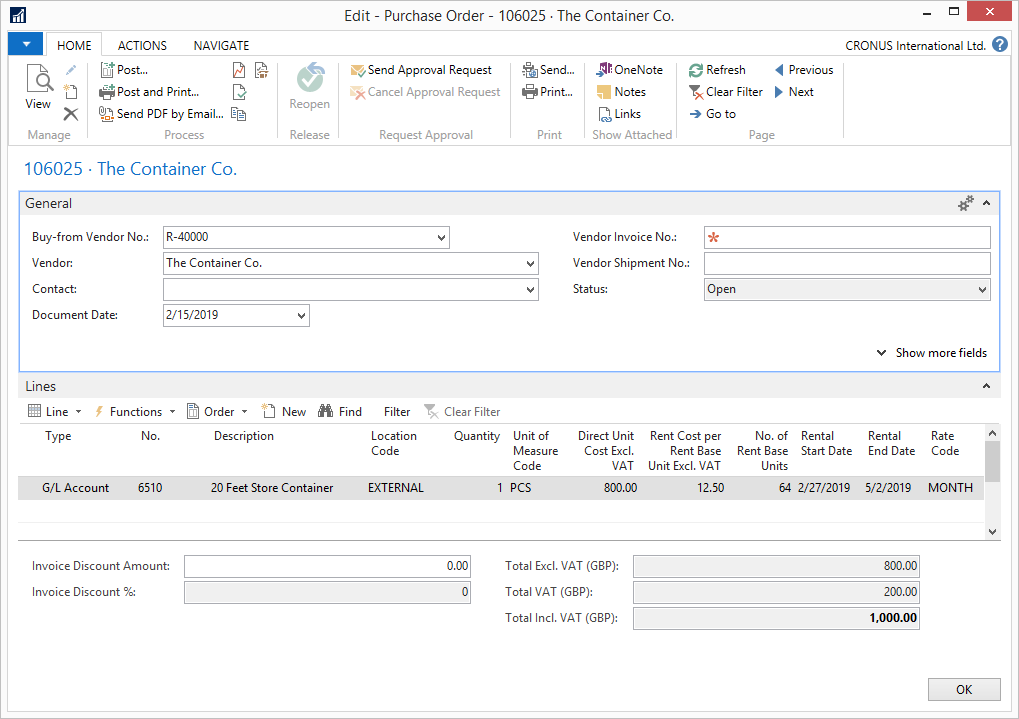 Edit - Purchase Order - 106025 · The Container Co.
HOME ACTIONS NAVIGATE CRONUS International Ltd. ?
View
Manage
Post...
Post and Print...
Send PDF by Email...
Process
Reopen
Release
Send Approval Request
Cancel Approval Request
Request Approval
Send...
Print...
Print
OneNote
Notes
Links
Show Attached
Refresh
Clear Filter
Go to
Previous
Next
Page
106025 · The Container Co.
General
Buy-from Vendor No.: R-40000
Vendor: The Container Co.
Contact:
Document Date: 2/15/2019
Vendor Invoice No.: *
Vendor Shipment No.:
Status: Open
Show more fields
Lines
Line Functions Order New Find Filter Clear Filter
Type No. Description Location Code Quantity Unit of Measure Code Direct Unit Cost Excl. VAT Rent Cost per Rent Base Unit Excl. VAT No. of Rent Base Units Rental Start Date Rental End Date Rate Code
G/L Account 6510 20 Feet Store Container EXTERNAL 1 PCS 800.00 12.50 64 2/27/2019 5/2/2019 MONTH
Invoice Discount Amount: 0.00
Invoice Discount %: 0
Total Excl. VAT (GBP): 800.00
Total VAT (GBP): 200.00
Total Incl. VAT (GBP): 1,000.00
OK